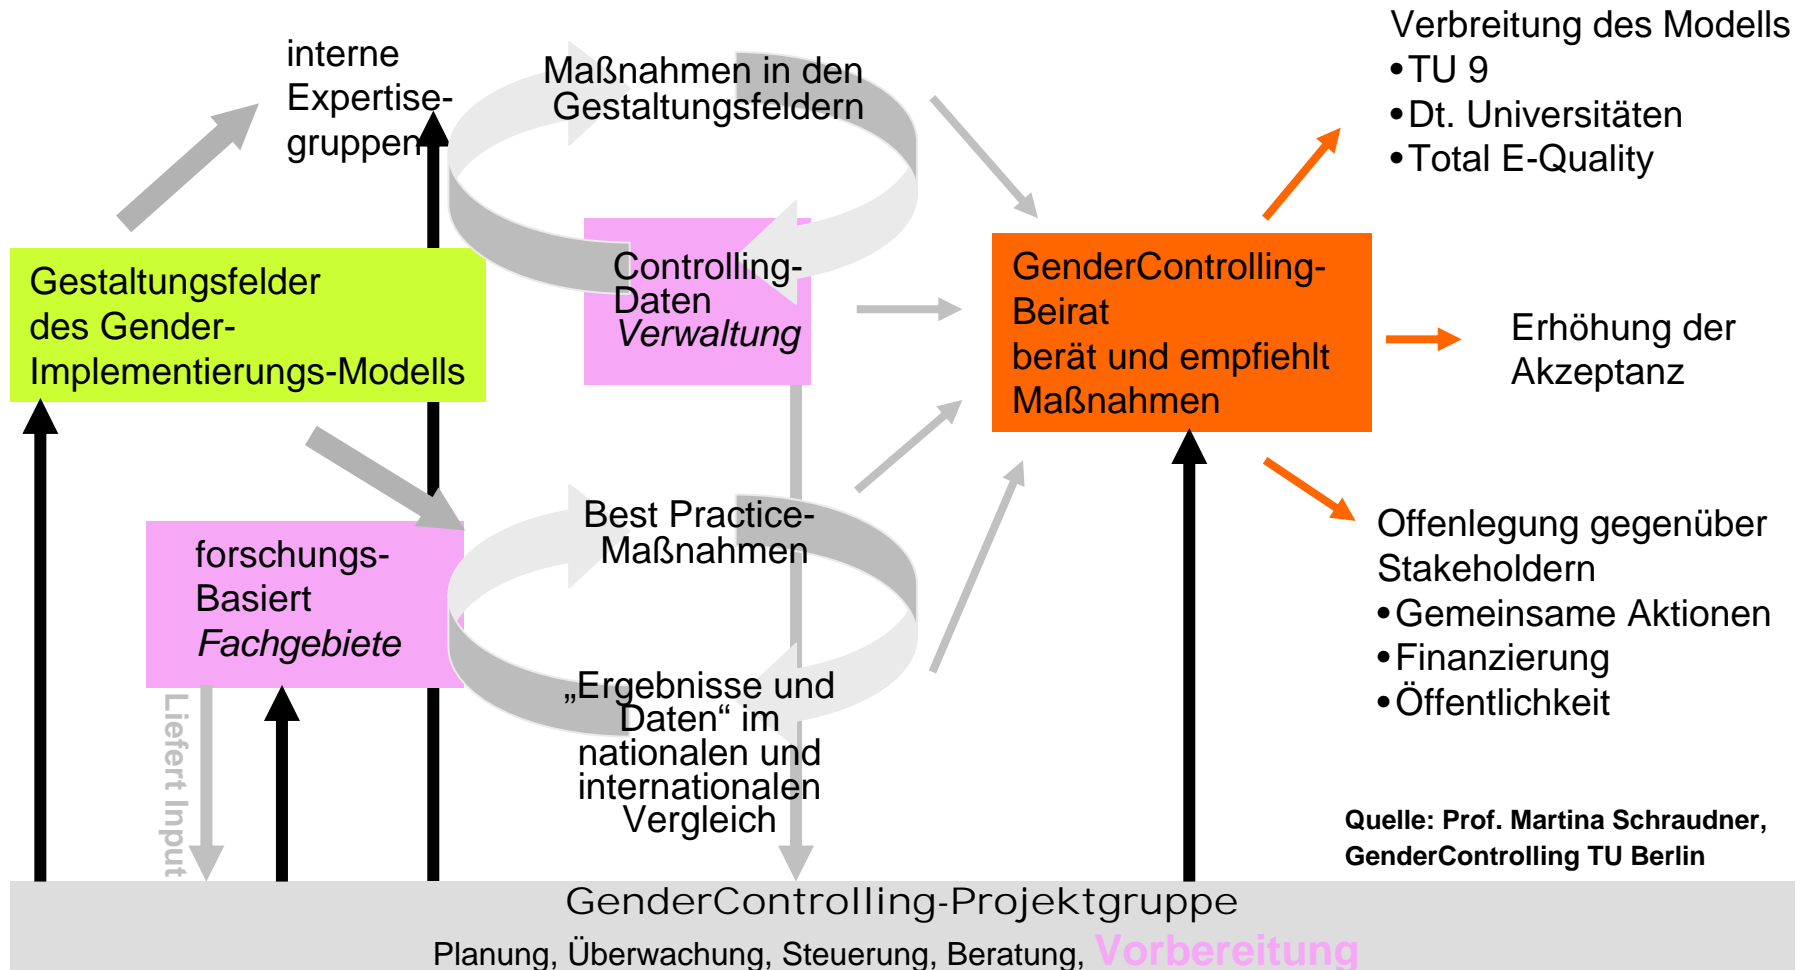 interne
Expertise-
gruppen
Maßnahmen in den
Gestaltungsfeldern
Verbreitung des Modells
•TU 9
•Dt. Universitäten
•Total E-Quality
Gestaltungsfelder
des Gender-
Implementierungs-Modells
Controlling-
Daten
Verwaltung
GenderControlling-
Beirat
berät und empfiehlt
Maßnahmen
Erhöhung der
Akzeptanz
forschungs-
Basiert
Fachgebiete
Best Practice-
Maßnahmen
Offenlegung gegenüber
Stakeholdern
•Gemeinsame Aktionen
•Finanzierung
•Öffentlichkeit
Liefert Input
„Ergebnisse und
Daten“ im
nationalen und
internationalen
Vergleich
Quelle: Prof. Martina Schraudner,
GenderControlling TU Berlin
GenderControlling-Projektgruppe
Planung, Überwachung, Steuerung, Beratung, Vorbereitung